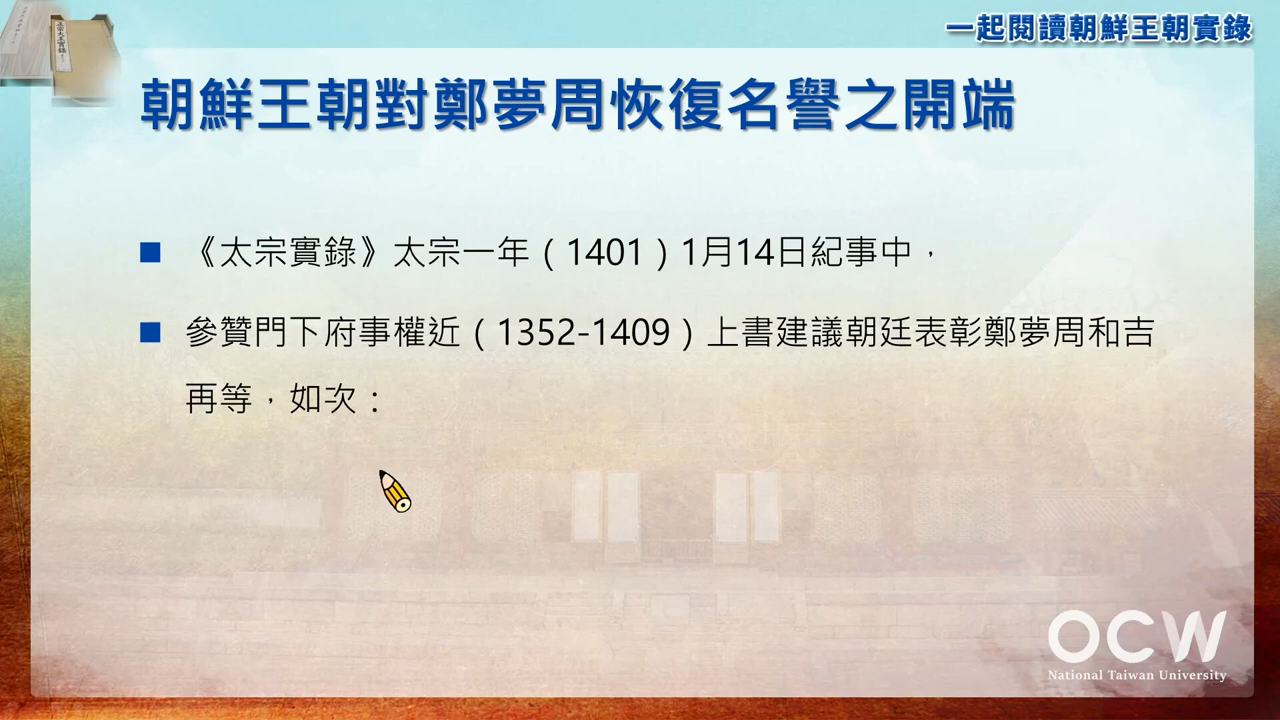 一起閱讀朝鮮王朝實錄
朝鮮王朝對鄭夢周恢復名譽之開端
《太宗實錄》太宗一年（1401）1月14日紀事中，
參贊門下府事權近（1352-1409）上書建議朝廷表彰鄭夢周和吉
再等，如次：
OCW
National Taiwan University